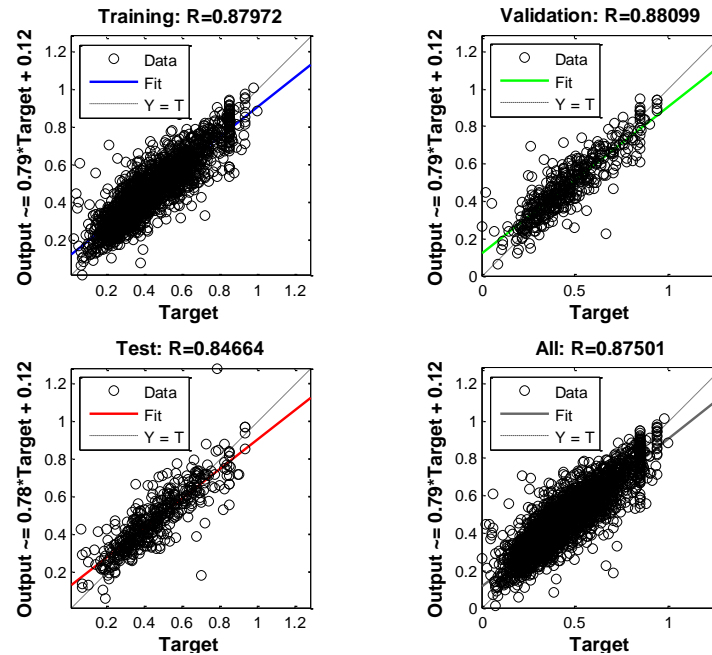 Training: R=0.87972
Output ~= 0.79*Target + 0.12
Data
Fit
Y = T
1.2
1
0.8
0.6
0.4
0.2
0.2 0.4 0.6 0.8 1 1.2
Target
Validation: R=0.88099
Output ~= 0.79*Target + 0.12
Data
Fit
Y = T
1.2
1
0.8
0.6
0.4
0.2
0
0 0.5 1
Target
Test: R=0.84664
Output ~= 0.78*Target + 0.12
Data
Fit
Y = T
1.2
1
0.8
0.6
0.4
0.2
0.2 0.4 0.6 0.8 1 1.2
Target
All: R=0.87501
Output ~= 0.79*Target + 0.12
Data
Fit
Y = T
1.2
1
0.8
0.6
0.4
0.2
0
0 0.5 1
Target